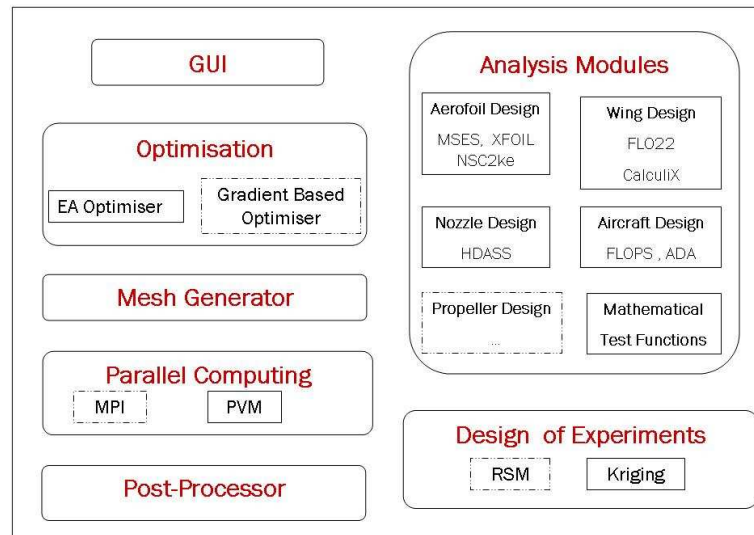 GUI
Optimisation
EA Optimiser
Gradient Based
Optimiser
Mesh Generator
Parallel Computing
MPI
PVM
Post-Processor
Analysis Modules
Aerofoil Design
MSES, XFOIL
NSC2ke
Wing Design
FLO22
CalculiX
Nozzle Design
HDASS
Aircraft Design
FLOPS , ADA
Propeller Design
...
Mathematical
Test Functions
Design of Experiments
RSM
Kriging